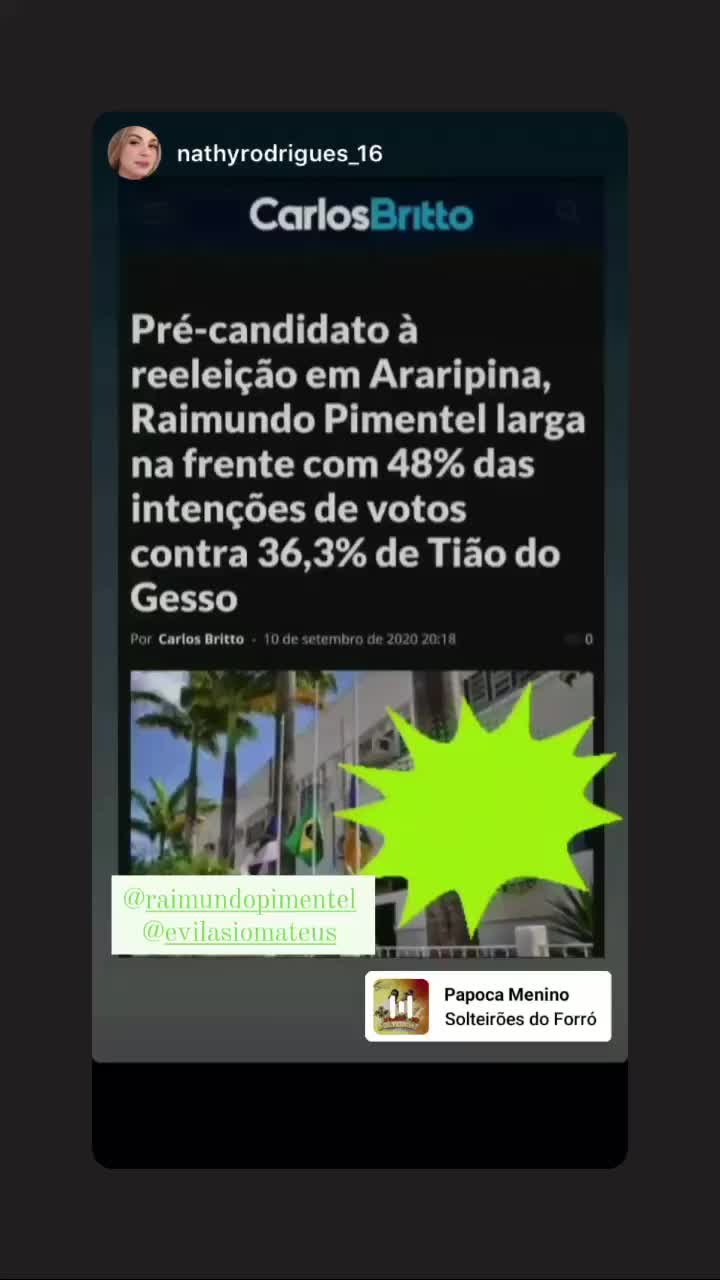 nathyrodrigues_16
CarlosBritto
Pré-candidato à
reeleição em Araripina,
Raimundo Pimentel larga
na frente com 48% das
intenções de votos
contra 36,3% de Tião do
Gesso
Por Carlos Britto - 10 de setembro de 2020 20:18 0
@raimundopimentel
@evilasiomateus
Papoca Menino
Solteirões do Forró